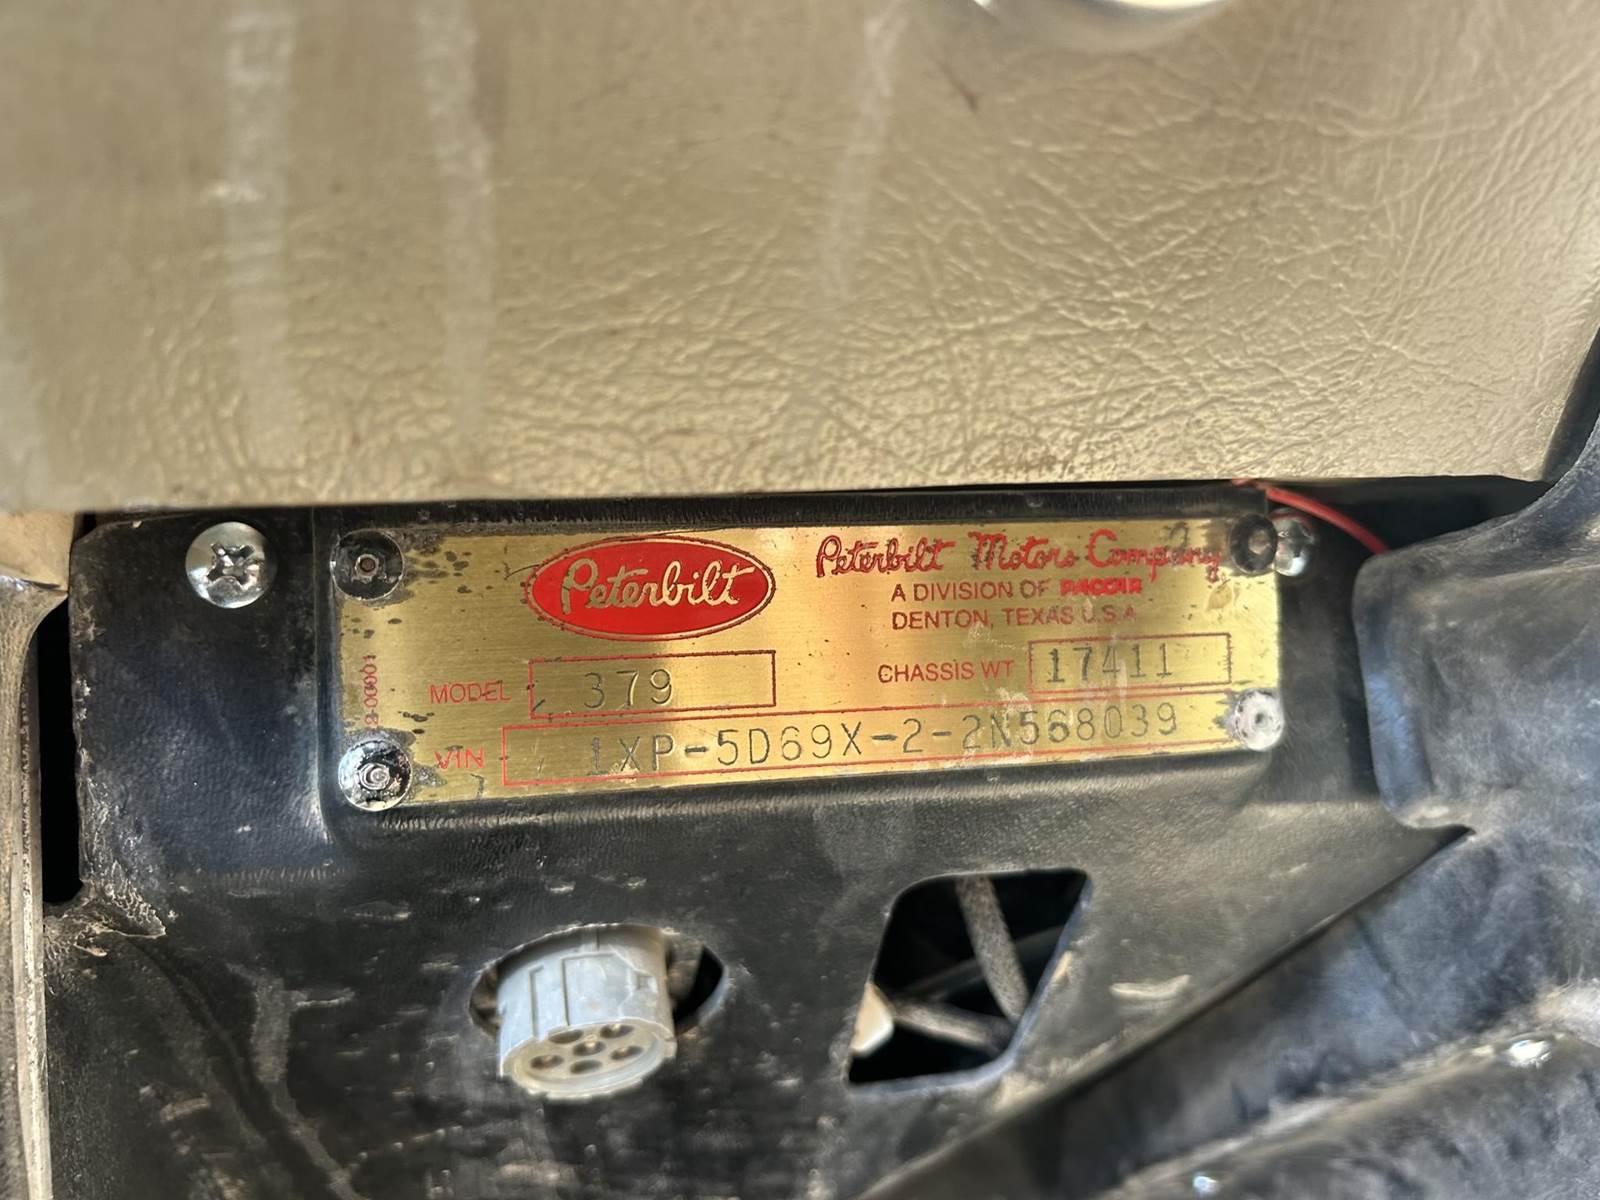 Peterbilt
Peterbilt Motors Company
A DIVISION OF PACCAR
DENTON, TEXAS U.S.A
MODEL 379
CHASSIS WT 17411
VIN 1XP-5D69X-2-2N568039